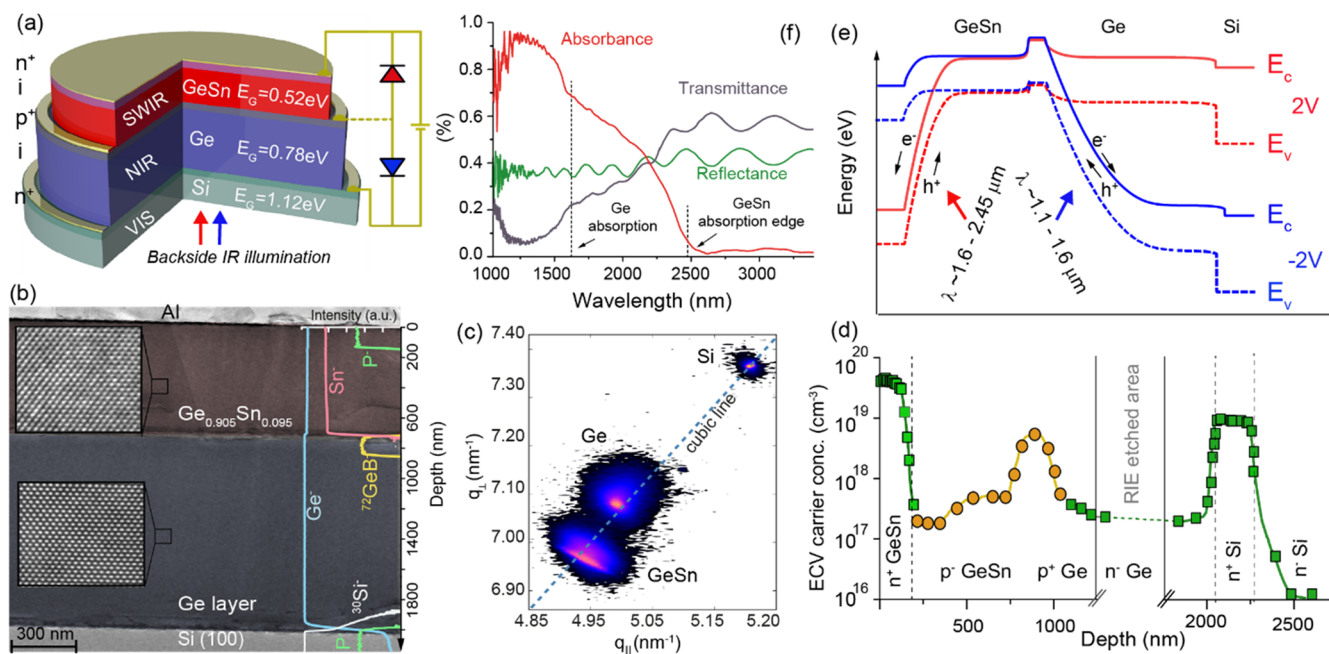 (a)
n⁺
i
p⁺
i
n⁺
SWIR
NIR
VIS
GeSn E_G=0.52eV
Ge E_G=0.78eV
Si E_G=1.12eV
Backside IR illumination
(f)
1.0
0.8
0.6
0.4
0.2
0.0
(%)
Absorbance
Transmittance
Reflectance
Ge
absorption
GeSn
absorption edge
1000 1500 2000 2500 3000
Wavelength (nm)
(e)
GeSn Ge Si
Energy (eV)
e⁻
h⁺
e⁻
h⁺
λ ~1.6 - 2.45 μm
λ ~1.1 - 1.6 μm
E_c
2V
E_v
E_c
-2V
E_v
(b)
Al
Intensity (a.u.)
0
200
400
600
800
1000
1200
1400
1600
1800
Depth (nm)
P⁻
Sn⁻
Ge₀.₉₀₅Sn₀.₀₉₅
⁷²GeB⁻
Ge⁻
³⁰Si⁻
Ge layer
P⁻
Si (100)
300 nm
(c)
7.40
7.30
7.20
7.10
7.00
6.90
q⊥(nm⁻¹)
Si
cubic line
Ge
GeSn
4.85 4.95 5.05 5.15 5.20
q||(nm⁻¹)
(d)
10²⁰
10¹⁹
10¹⁸
10¹⁷
10¹⁶
ECV carrier conc. (cm⁻³)
n⁺ GeSn
p⁻ GeSn
p⁺ Ge
n⁻ Ge
RIE etched area
n⁺ Si
n⁻ Si
500 1000 2000 2500
Depth (nm)